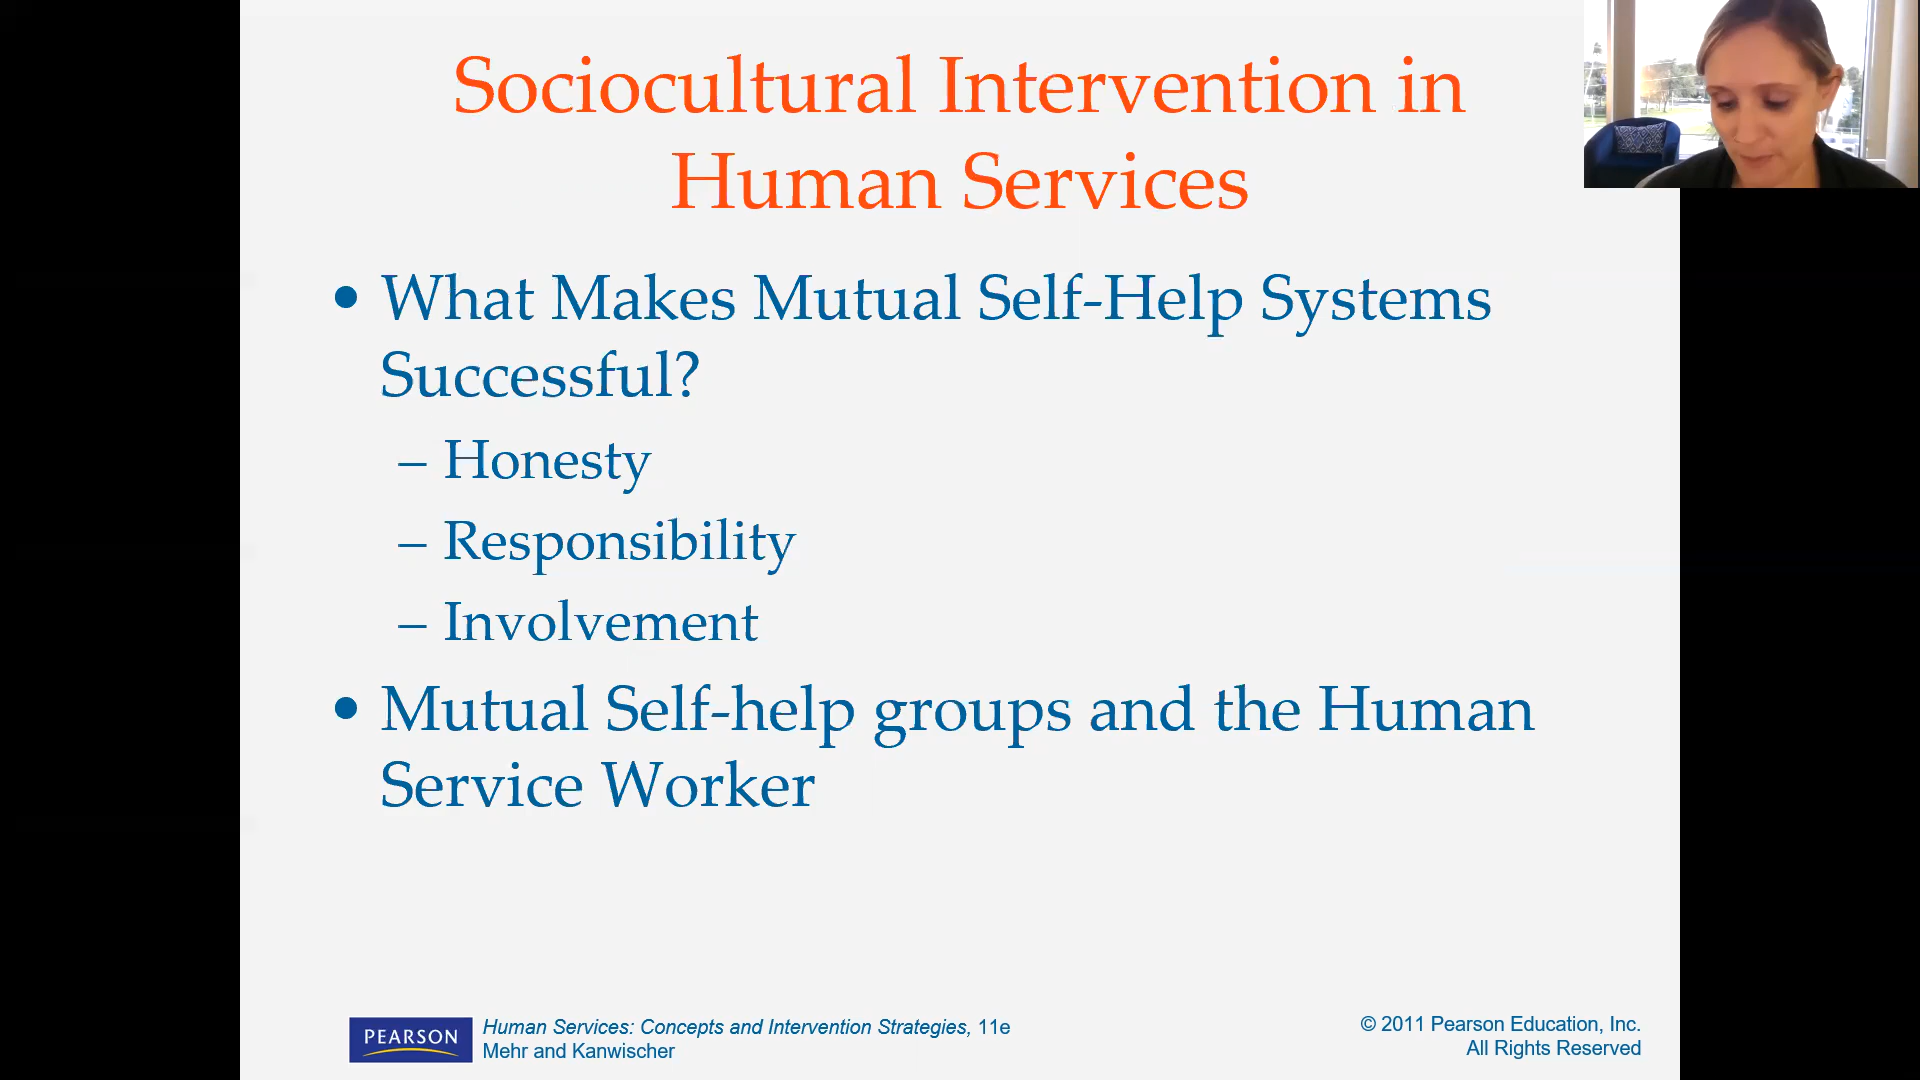 Sociocultural Intervention in
Human Services
• What Makes Mutual Self-Help Systems
Successful?
– Honesty
– Responsibility
– Involvement
• Mutual Self-help groups and the Human
Service Worker
PEARSON
Human Services: Concepts and Intervention Strategies, 11e
Mehr and Kanwischer
© 2011 Pearson Education, Inc.
All Rights Reserved